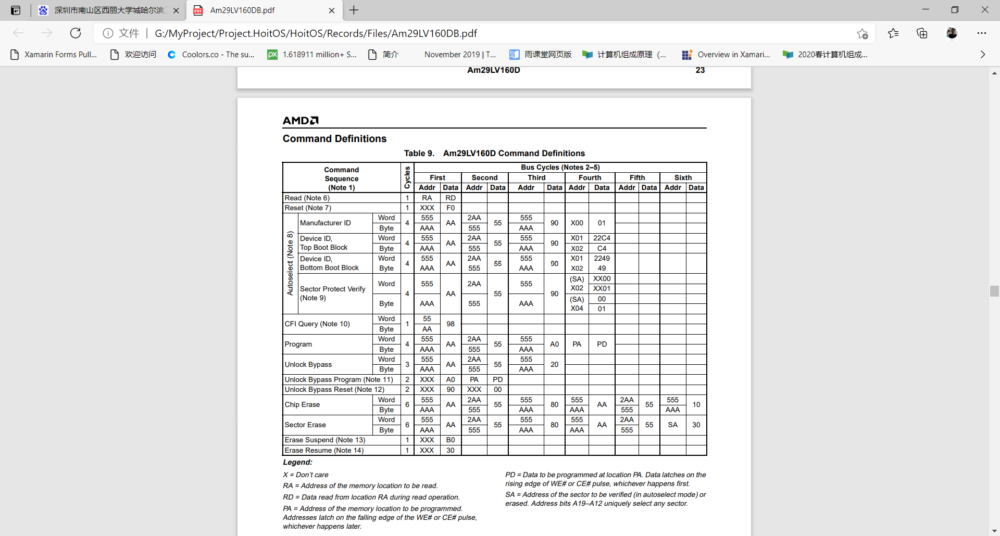 深圳市南山区西丽大学城哈尔滨
Am29LV160DB.pdf
文件 | G:/MyProject/Project.HoitOS/HoitOS/Records/Files/Am29LV160DB.pdf
Xamarin Forms Pull... 欢迎访问 Coolors.co - The su... 1.618911 million+ S... 简介 November 2019 | T... 雨课堂网页版 计算机组成原理（... Overview in Xamari... 2020春计算机组成...
Am29LV160D 23
AMD
Command Definitions
Table 9. Am29LV160D Command Definitions
Command Sequence (Note 1) Cycles Bus Cycles (Notes 2–5)
First Second Third Fourth Fifth Sixth
Addr Data Addr Data Addr Data Addr Data Addr Data Addr Data
Read (Note 6) 1 RA RD
Reset (Note 7) 1 XXX F0
Autoselect (Note 8)
Manufacturer ID Word 4 555 AA 2AA 55 555 90 X00 01
Byte AAA 555 AAA
Device ID, Top Boot Block Word 4 555 AA 2AA 55 555 90 X01 22C4
Byte AAA 555 AAA X02 C4
Device ID, Bottom Boot Block Word 4 555 AA 2AA 55 555 90 X01 2249
Byte AAA 555 AAA X02 49
Sector Protect Verify (Note 9) Word 4 555 AA 2AA 55 555 90 (SA) X02 XX00
XX01
Byte AAA 555 AAA (SA) X04 00
01
CFI Query (Note 10) Word 1 55 98
Byte AA
Program Word 4 555 AA 2AA 55 555 A0 PA PD
Byte AAA 555 AAA
Unlock Bypass Word 3 555 AA 2AA 55 555 20
Byte AAA 555 AAA
Unlock Bypass Program (Note 11) 2 XXX A0 PA PD
Unlock Bypass Reset (Note 12) 2 XXX 90 XXX 00
Chip Erase Word 6 555 AA 2AA 55 555 80 555 AA 2AA 55 555 10
Byte AAA 555 AAA AAA 555 AAA
Sector Erase Word 6 555 AA 2AA 55 555 80 555 AA 2AA 55 SA 30
Byte AAA 555 AAA AAA 555
Erase Suspend (Note 13) 1 XXX B0
Erase Resume (Note 14) 1 XXX 30
Legend:
X = Don’t care
RA = Address of the memory location to be read.
RD = Data read from location RA during read operation.
PA = Address of the memory location to be programmed.
Addresses latch on the falling edge of the WE# or CE# pulse,
whichever happens later.
PD = Data to be programmed at location PA. Data latches on the
rising edge of WE# or CE# pulse, whichever happens first.
SA = Address of the sector to be verified (in autoselect mode) or
erased. Address bits A19–A12 uniquely select any sector.